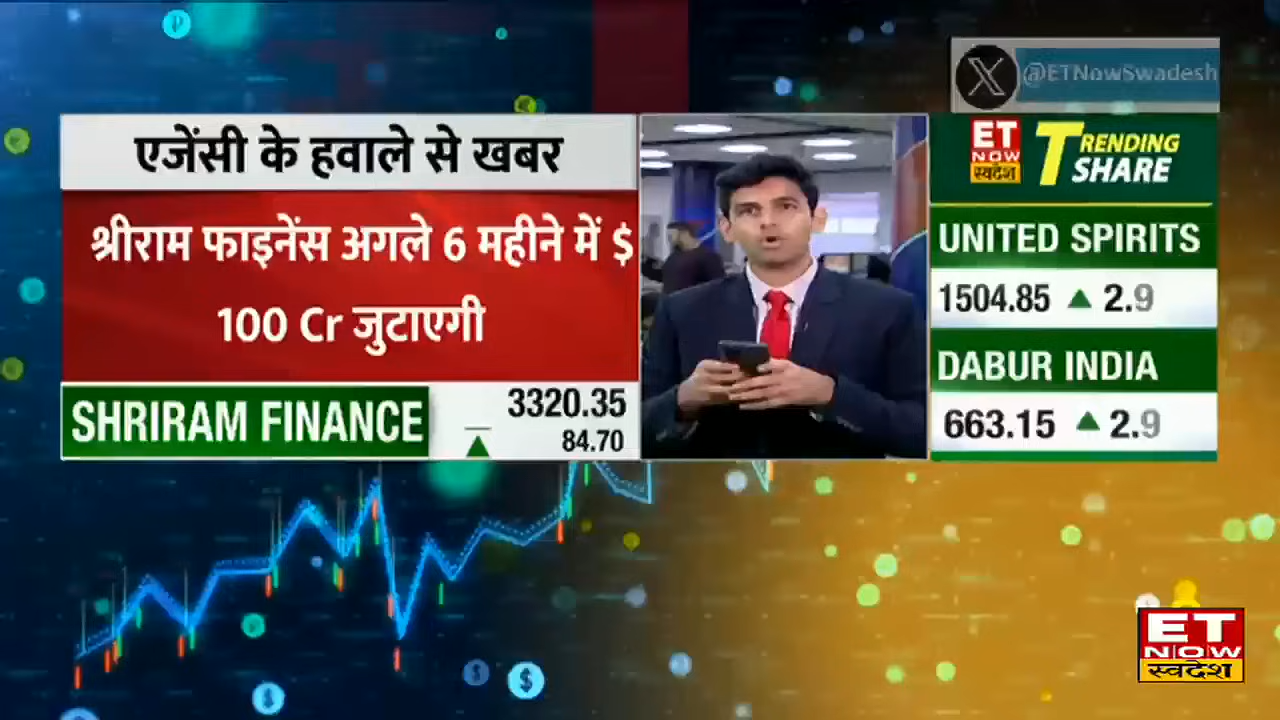 @ETNowSwadesh
एजेंसी के हवाले से खबर
श्रीराम फाइनेंस अगले 6 महीने में $
100 Cr जुटाएगी
SHRIRAM FINANCE
3320.35
84.70
ET
NOW
स्वदेश
TRENDING
SHARE
UNITED SPIRITS
1504.85 ▲ 2.9
DABUR INDIA
663.15 ▲ 2.9
ET
NOW
स्वदेश